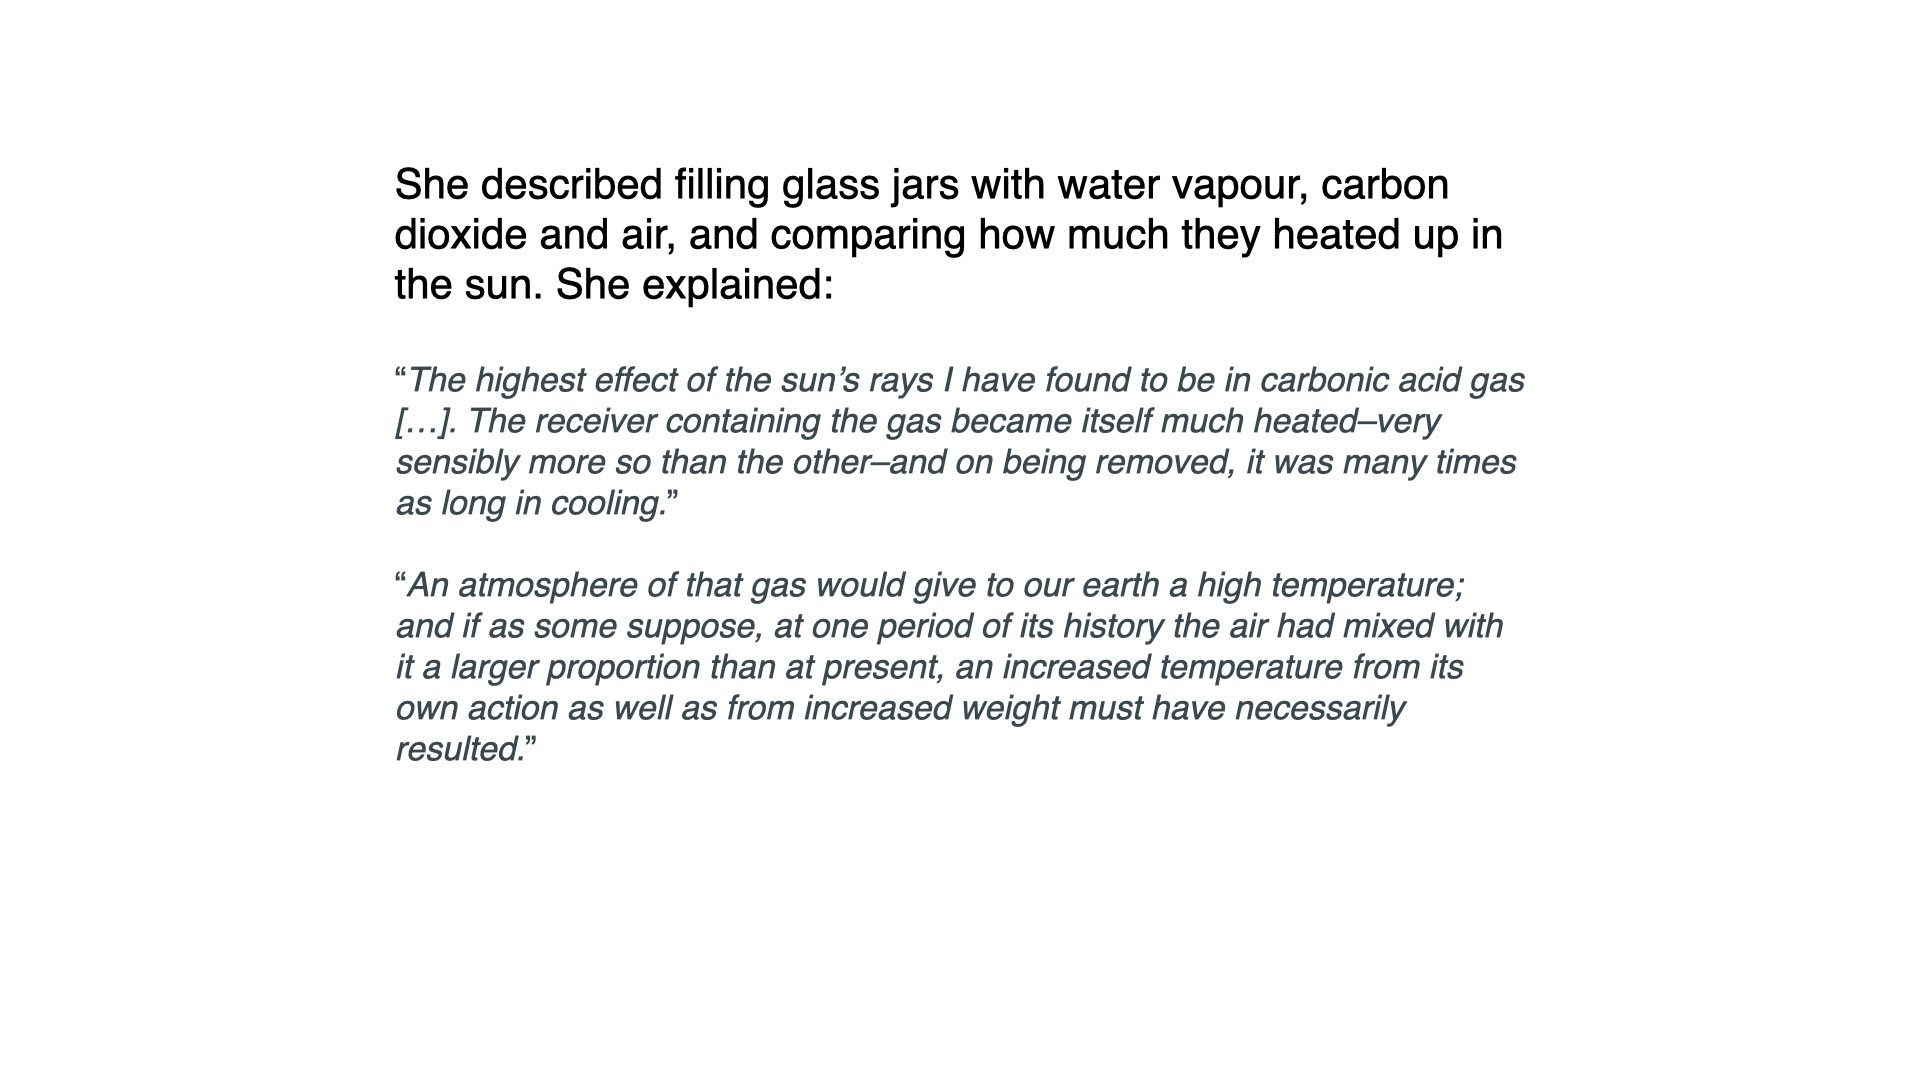 She described filling glass jars with water vapour, carbon
dioxide and air, and comparing how much they heated up in
the sun. She explained:
“The highest effect of the sun’s rays I have found to be in carbonic acid gas
[…]. The receiver containing the gas became itself much heated–very
sensibly more so than the other–and on being removed, it was many times
as long in cooling.”
“An atmosphere of that gas would give to our earth a high temperature;
and if as some suppose, at one period of its history the air had mixed with
it a larger proportion than at present, an increased temperature from its
own action as well as from increased weight must have necessarily
resulted.”